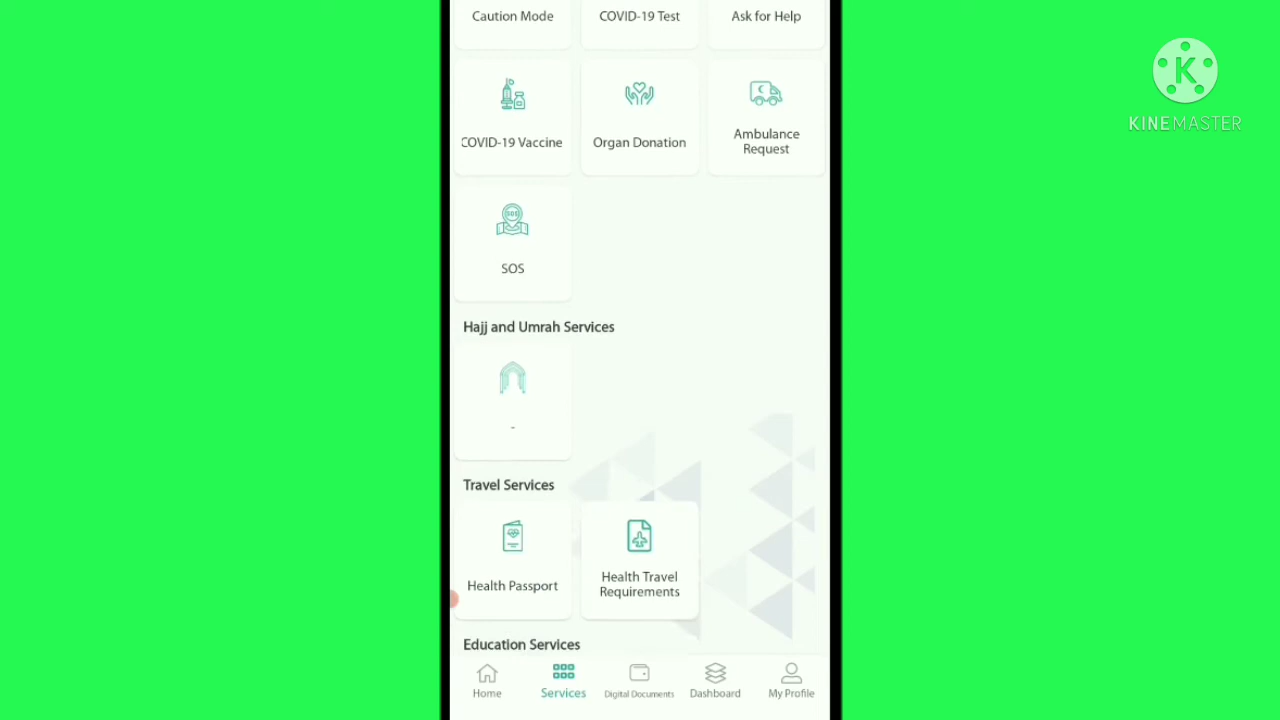 Caution Mode
COVID-19 Test
Ask for Help
COVID-19 Vaccine
Organ Donation
Ambulance
Request
SOS
SOS
Hajj and Umrah Services
-
Travel Services
Health Passport
Health Travel
Requirements
Education Services
Home
Services
Digital Documents
Dashboard
My Profile
K
KINEMASTER